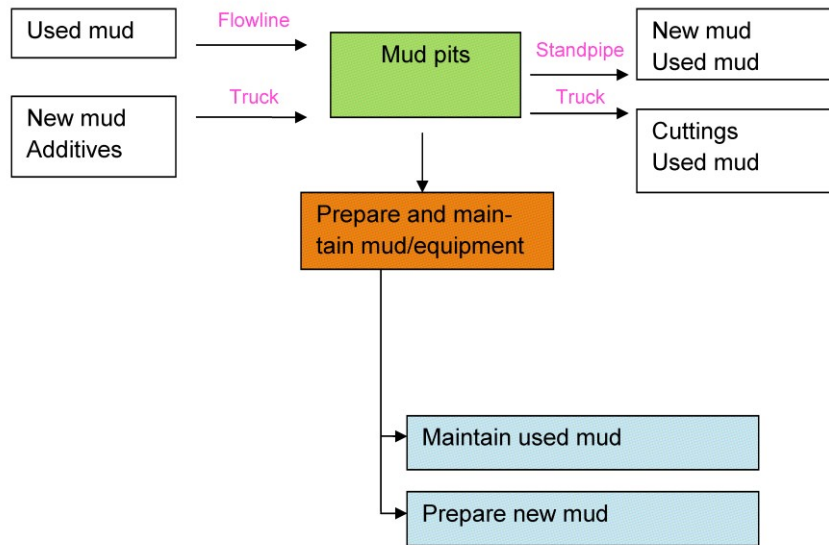 Used mud
Flowline
Mud pits
Standpipe
New mud
Used mud
New mud
Additives
Truck
Truck
Cuttings
Used mud
Prepare and main-
tain mud/equipment
Maintain used mud
Prepare new mud